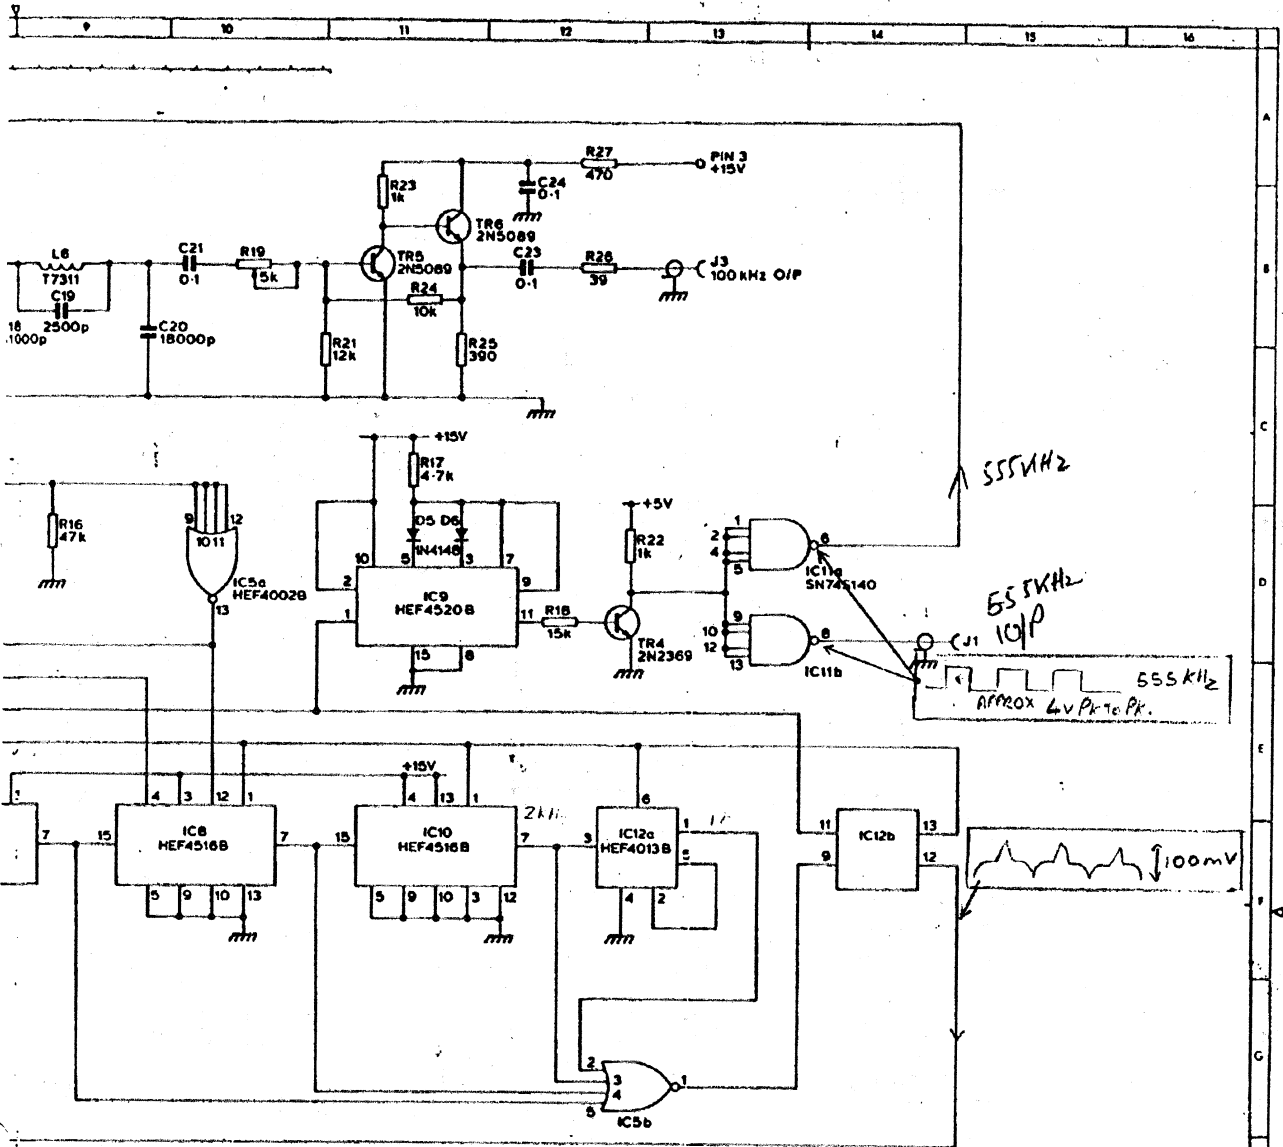 9 10 11 12 13 14 15 16
A
R27
470
PIN 3
+15V
R23
1k
C24
0·1
TR6
2N5089
L6
T7311
C19
2500p
C21
0·1
R19
5k
TR5
2N5089
C23
0·1
R26
39
J3
100kHz O/P
B
R24
10k
18
1000p
C20
18000p
R21
12k
R25
390
C
+15V
R17
4·7k
555KHz
R16
47k
9 12
10 11
IC5a
HEF4002B
13
D5 D6
1N4148
+5V
R22
1k
10 5 3 7
2 9
1 11
IC9
HEF4520B
15 8
R18
15k
TR4
2N2369
1
2
4
5
6
IC11a
SN74S140
D
9
10
12
13
8
IC11b
555KHz
10/P
J1
555KHz
APPROX 4v Pk to Pk.
E
+15V
4 3 12 1
7 15
IC8
HEF4516B
7
5 9 10 13
4 13 1
15
IC10
HEF4516B
7
5 9 10 3 12
2k
6
3
IC12a
HEF4013B
1
4 2
11 13
9 12
IC12b
100mV
F
G
2
3
4
5
1
IC5b